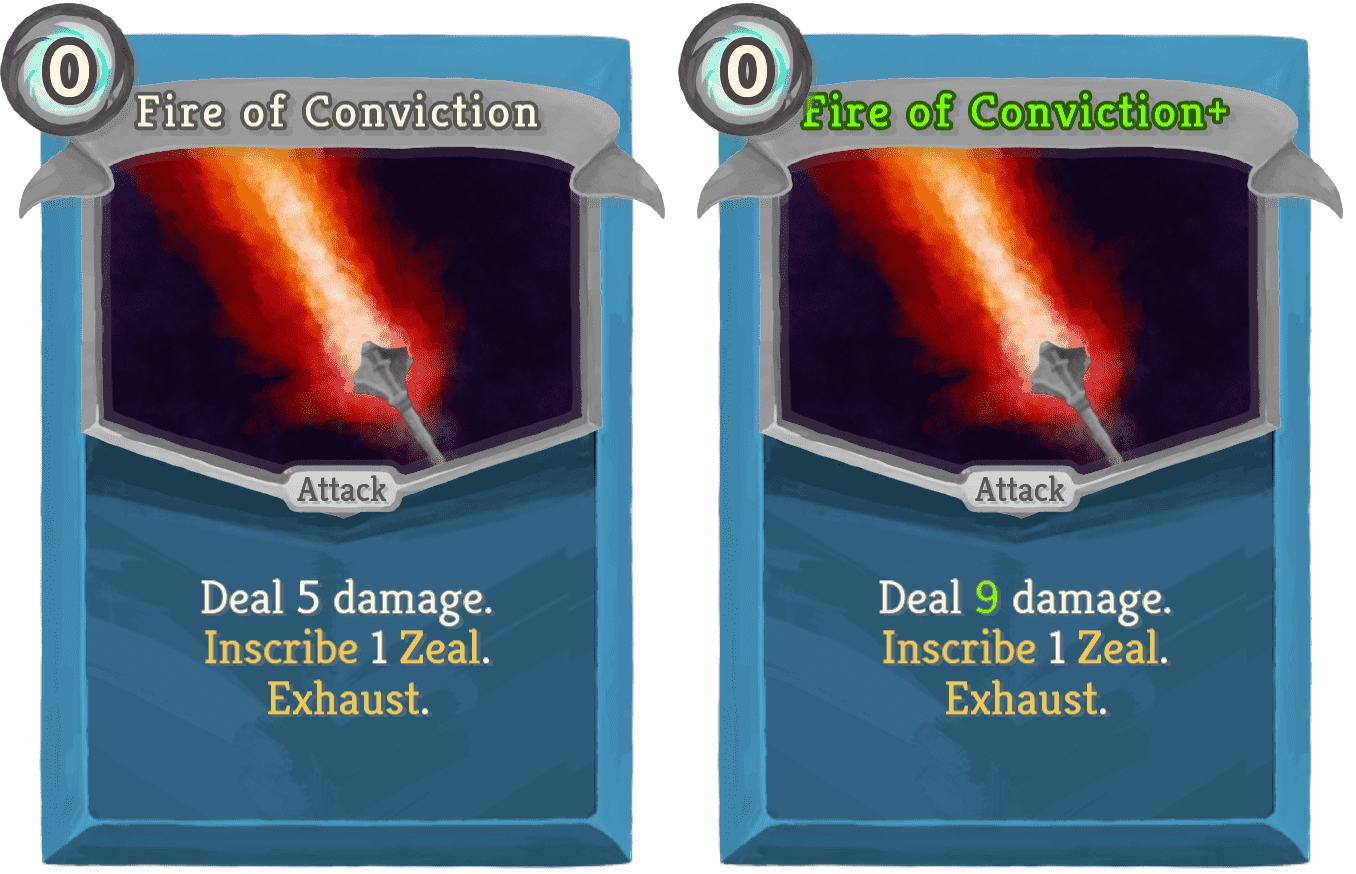 0
Fire of Conviction
Attack
Deal 5 damage.
Inscribe 1 Zeal.
Exhaust.
0
Fire of Conviction+
Attack
Deal 9 damage.
Inscribe 1 Zeal.
Exhaust.